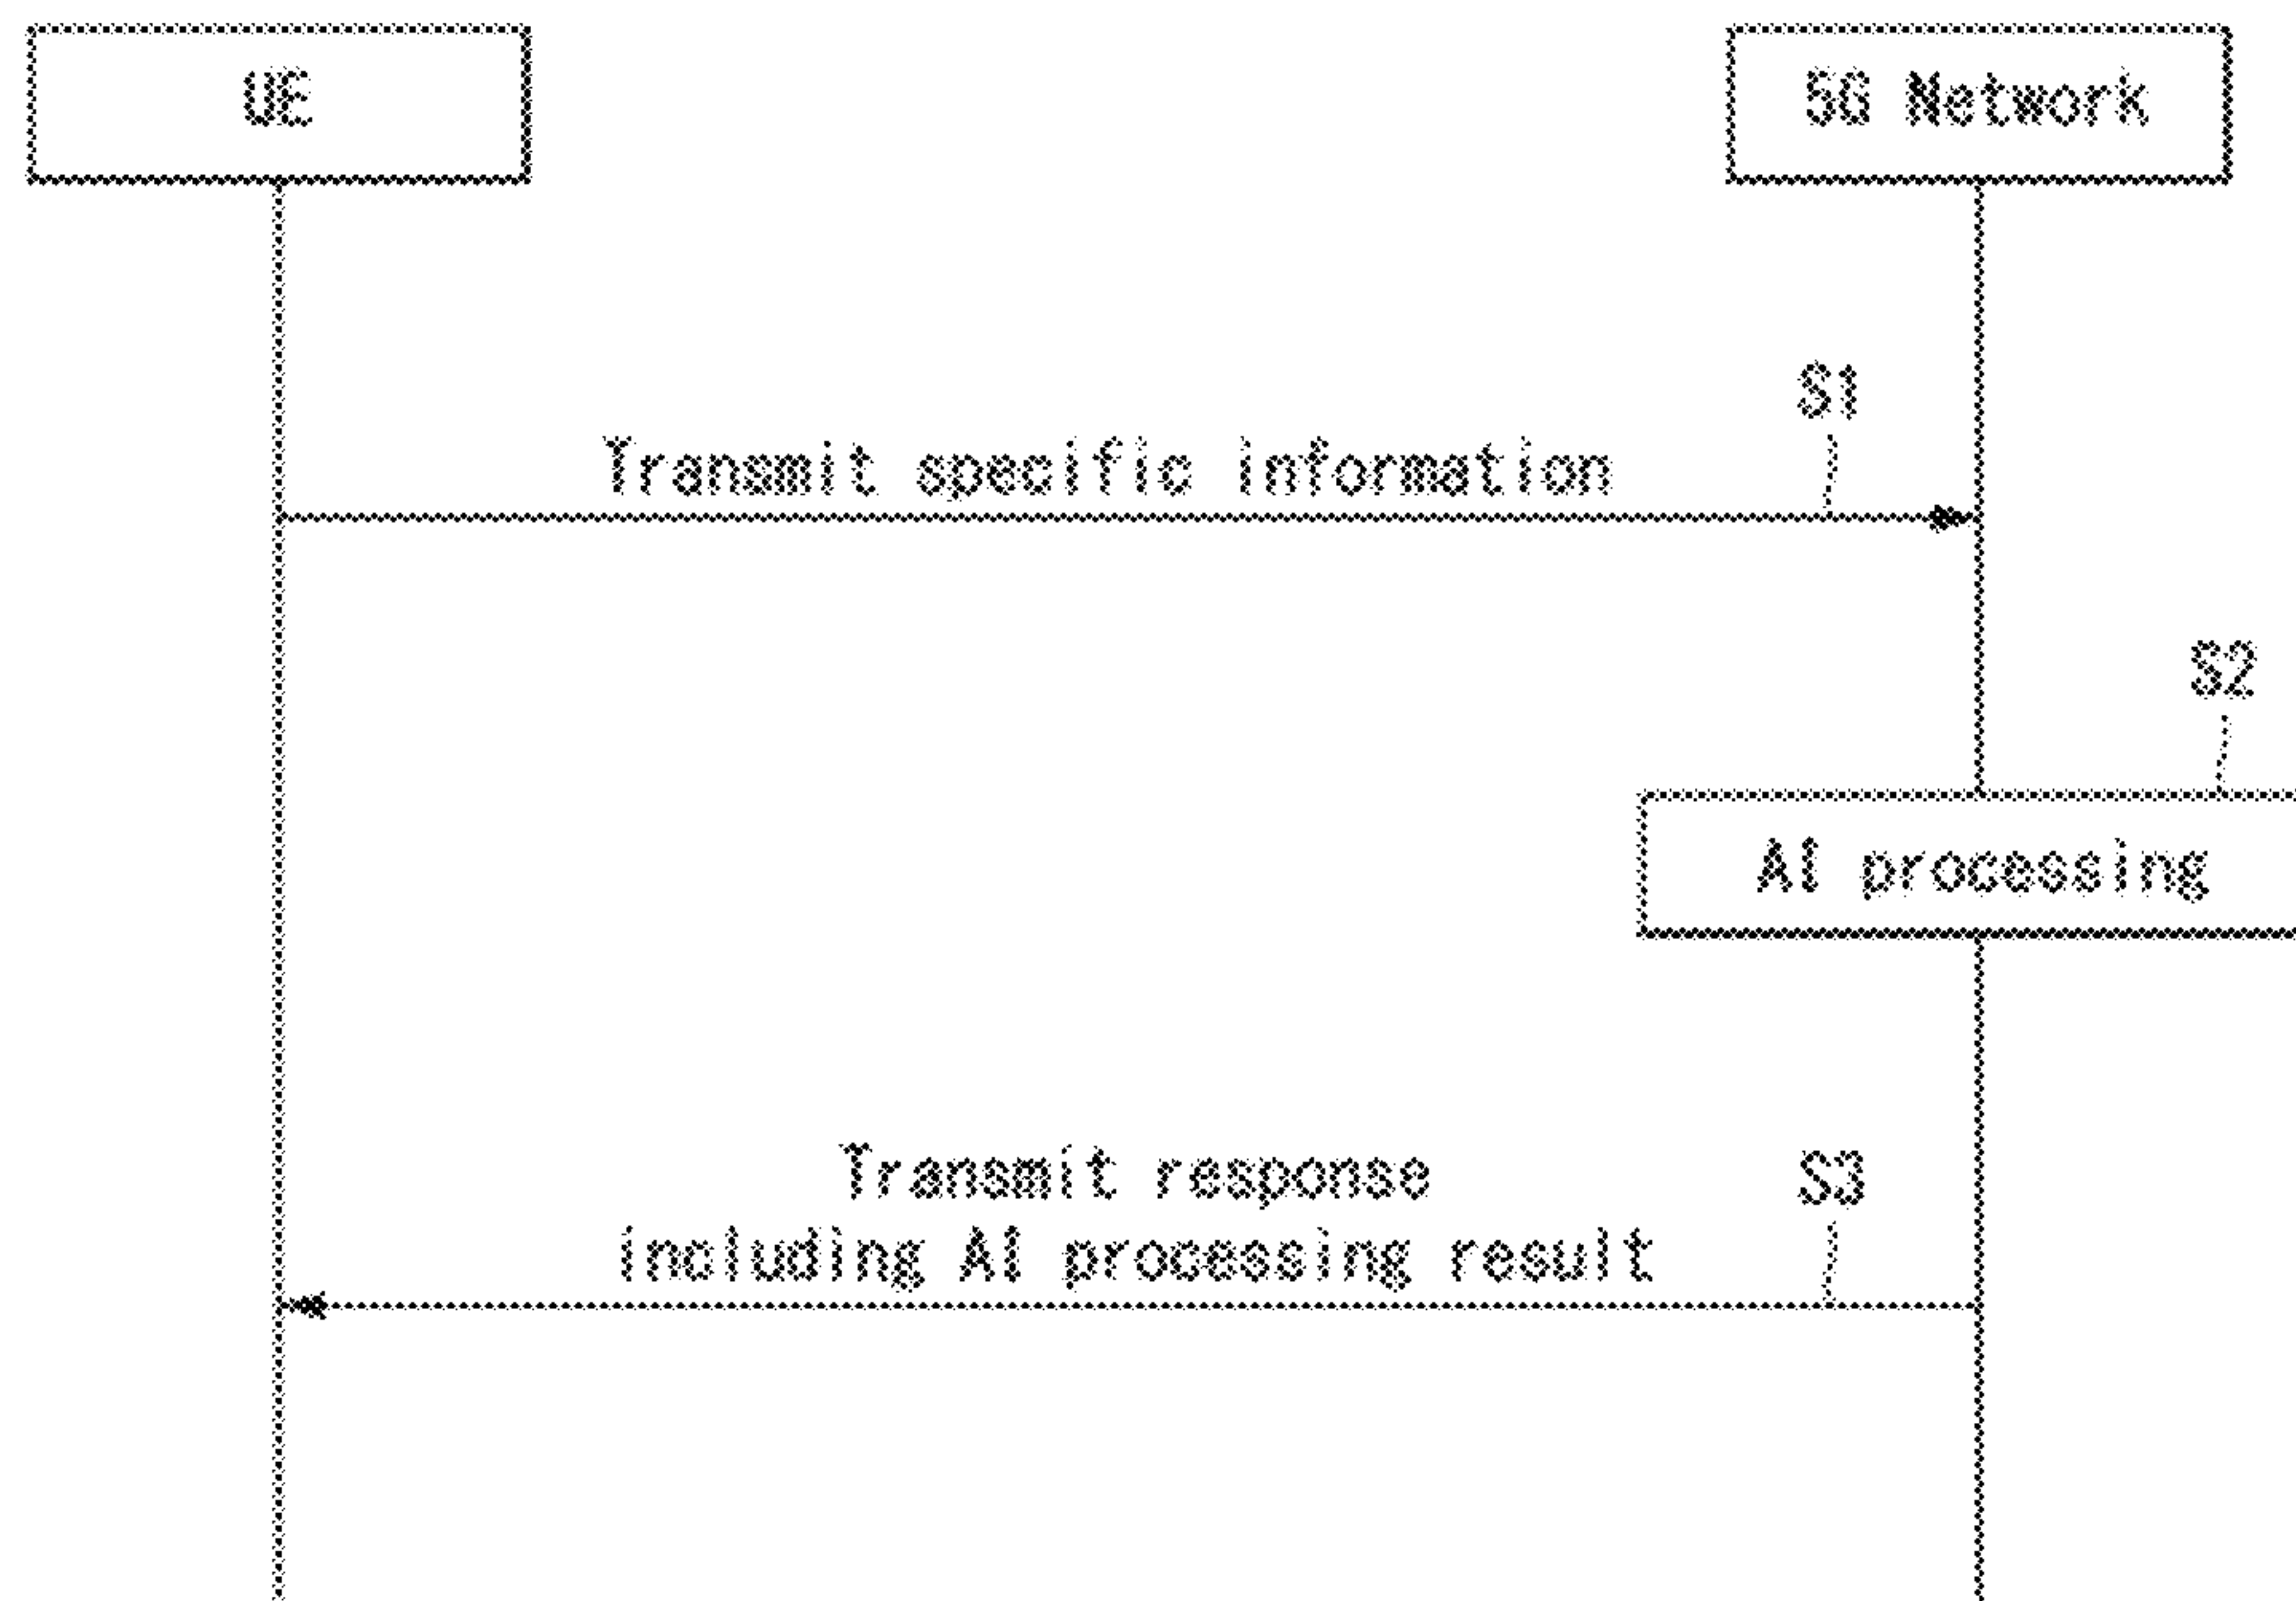 UE
5G Network
S1
Transmit specific information
S2
AI processing
Transmit response
S3
including AI processing result